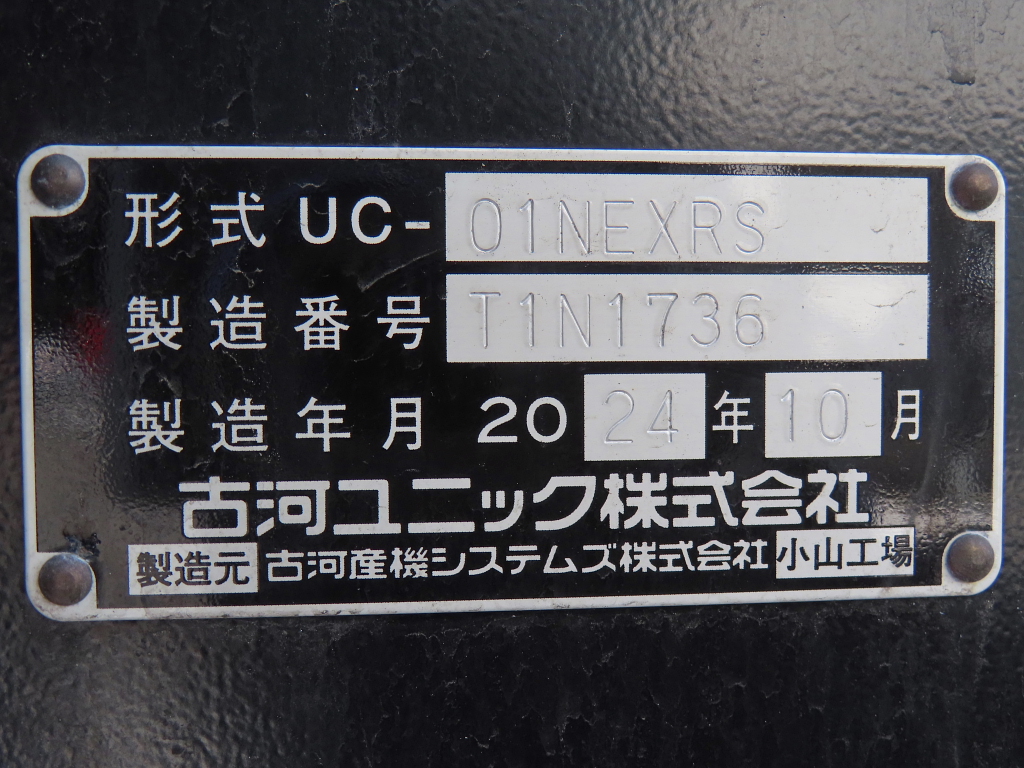 形式 UC-01NEXRS
製造番号 T1N1736
製造年月 2024年10月
古河ユニック株式会社
製造元 古河産機システムズ株式会社 小山工場